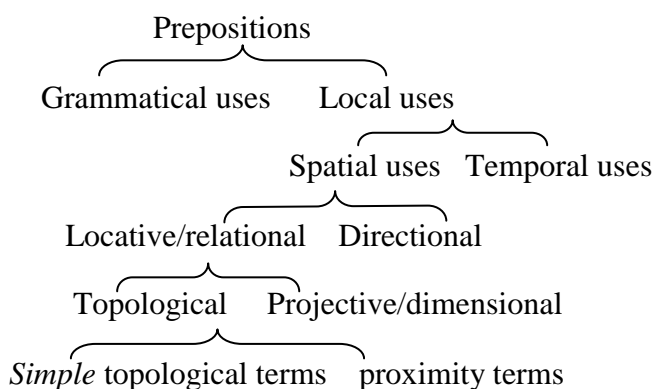 Prepositions
Grammatical uses Local uses
Spatial uses Temporal uses
Locative/relational Directional
Topological Projective/dimensional
Simple topological terms proximity terms